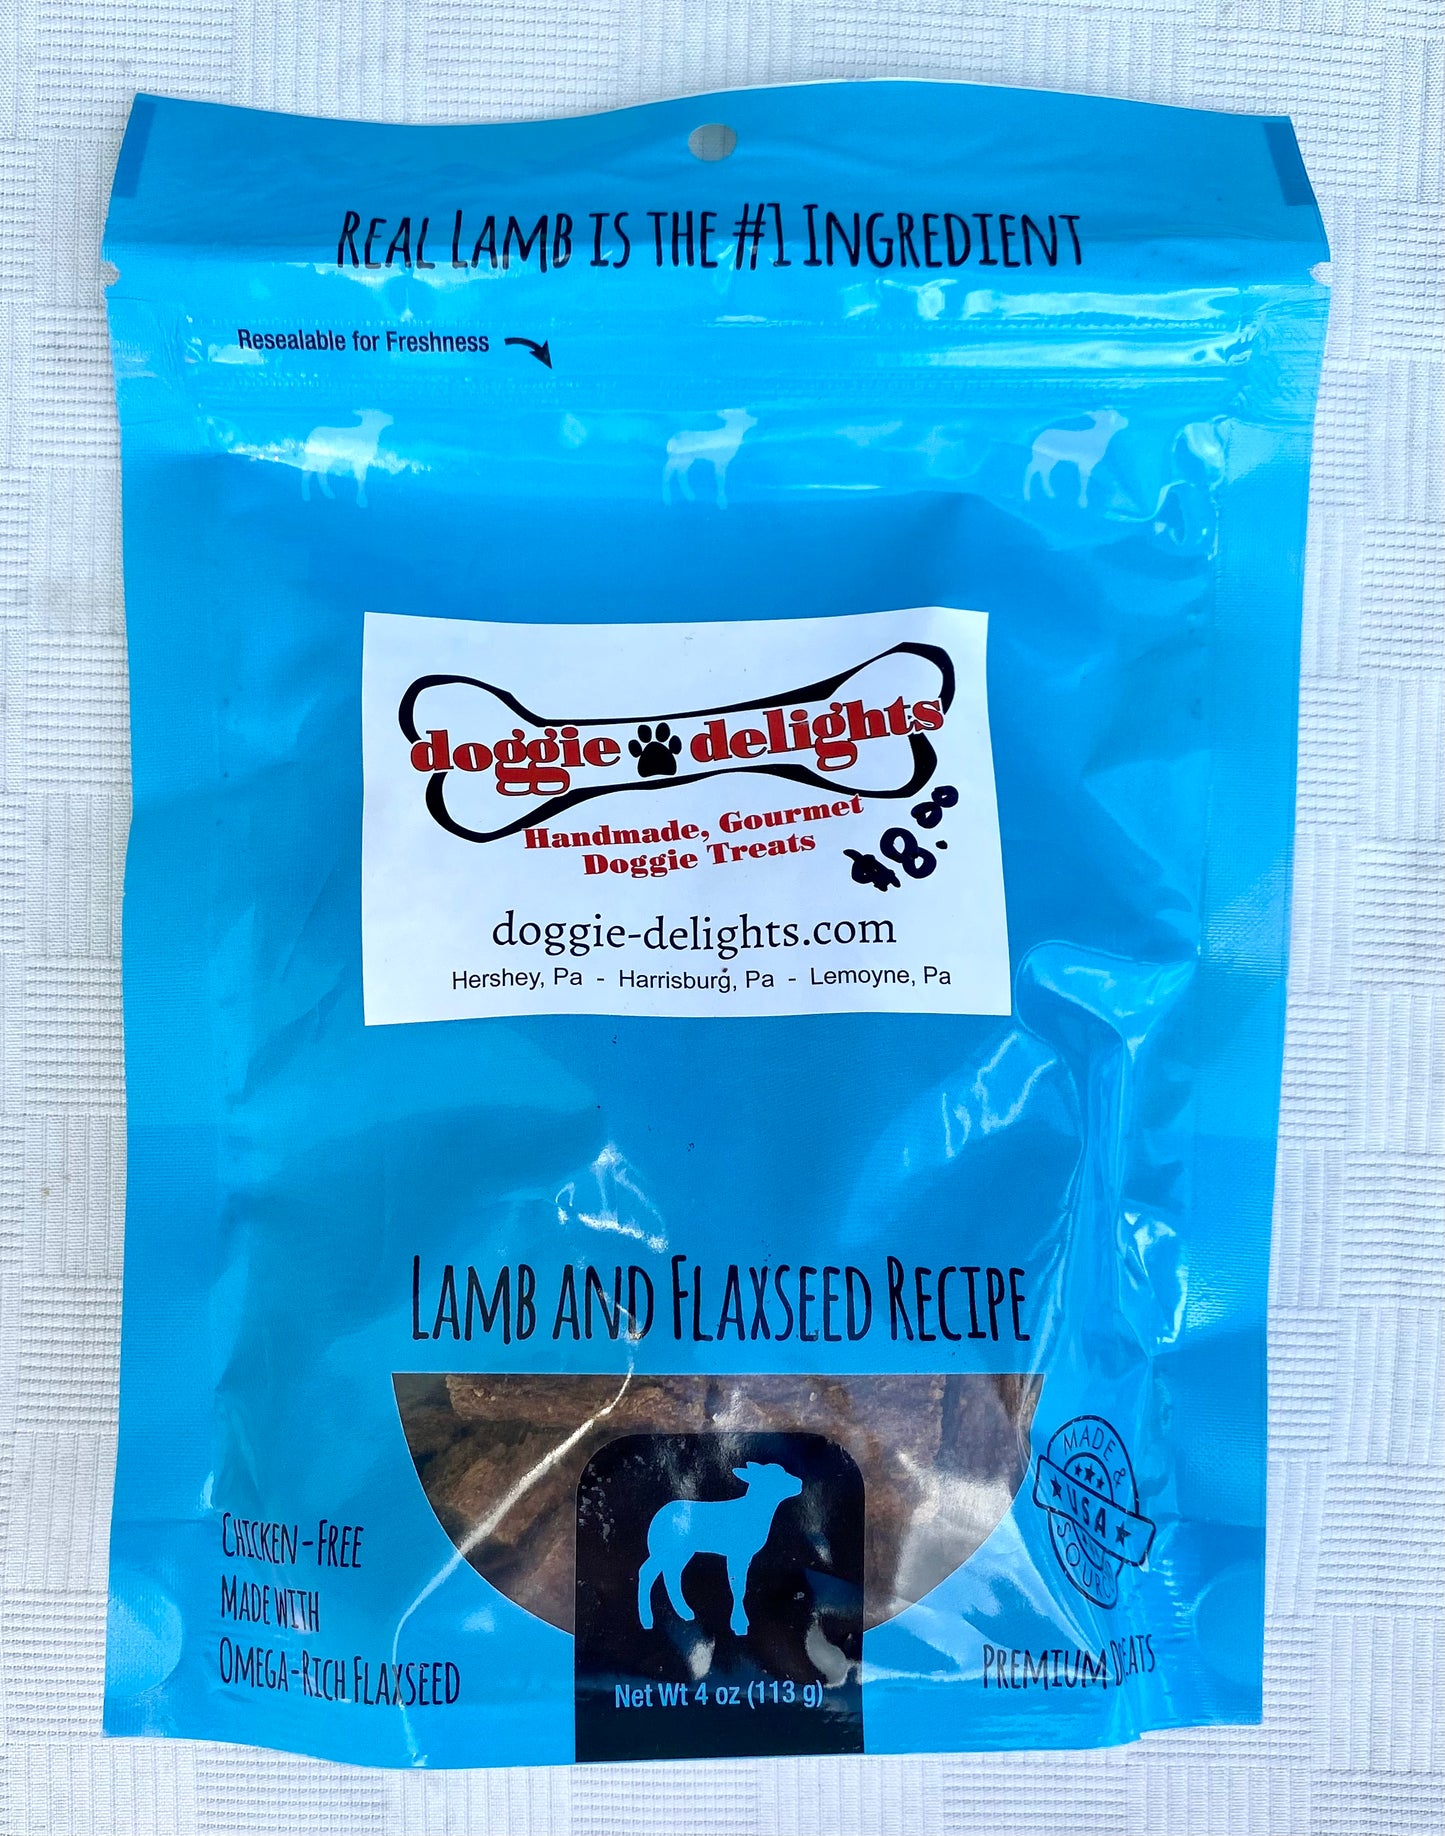 REAL LAMB IS THE #1 INGREDIENT
Resealable for Freshness
doggie delights
Handmade, Gourmet
Doggie Treats
$8.00
doggie-delights.com
Hershey, Pa - Harrisburg, Pa - Lemoyne, Pa
LAMB AND FLAXSEED RECIPE
MADE &
USA
CHICKEN-FREE
MADE WITH
OMEGA-RICH FLAXSEED
PREMIUM
Net Wt 4 oz (113 g)